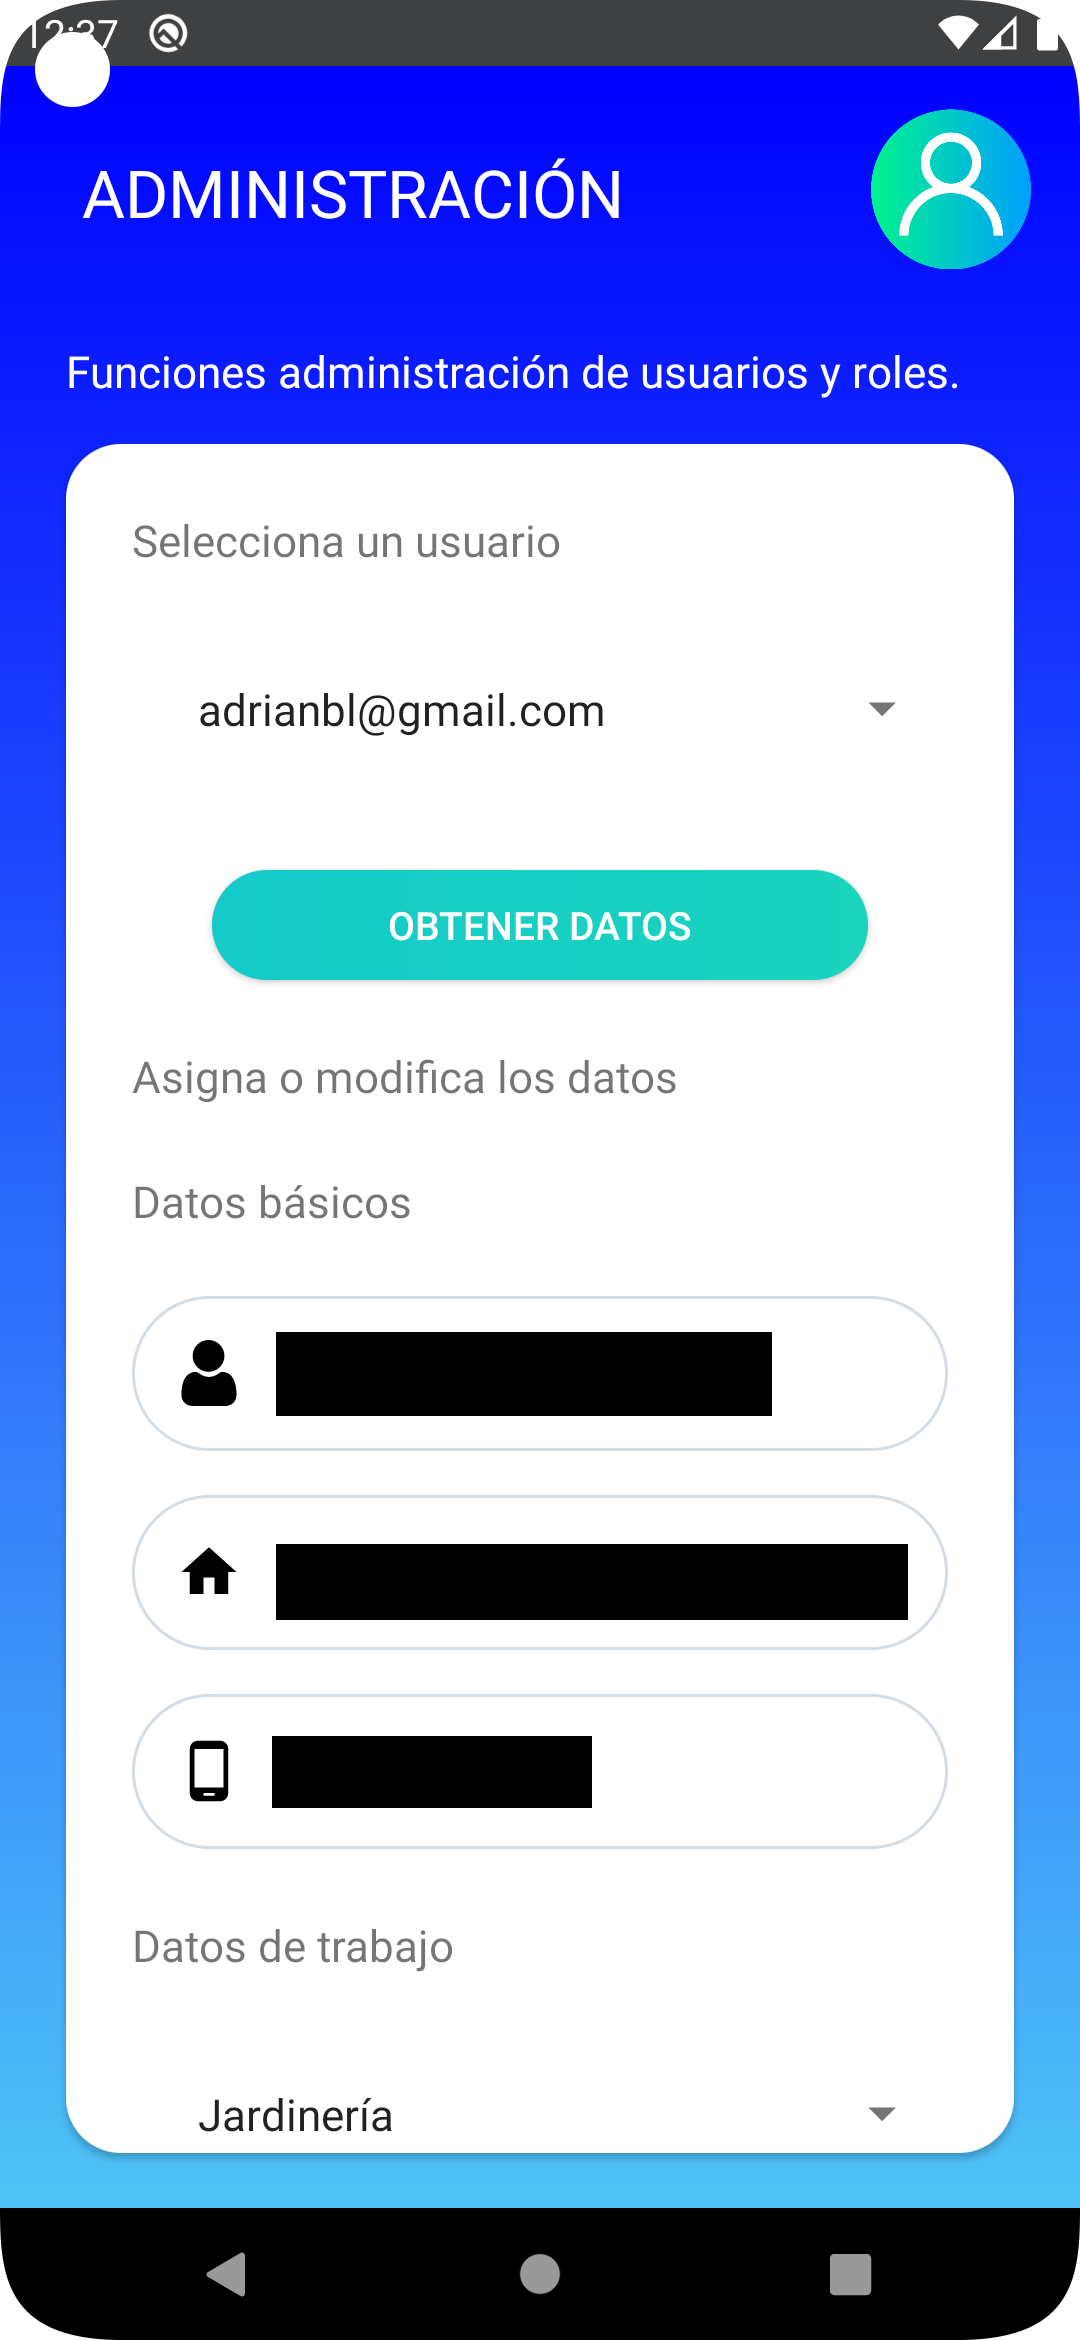 12:37
ADMINISTRACIÓN
Funciones administración de usuarios y roles.
Selecciona un usuario
adrianbl@gmail.com
OBTENER DATOS
Asigna o modifica los datos
Datos básicos
Datos de trabajo
Jardinería